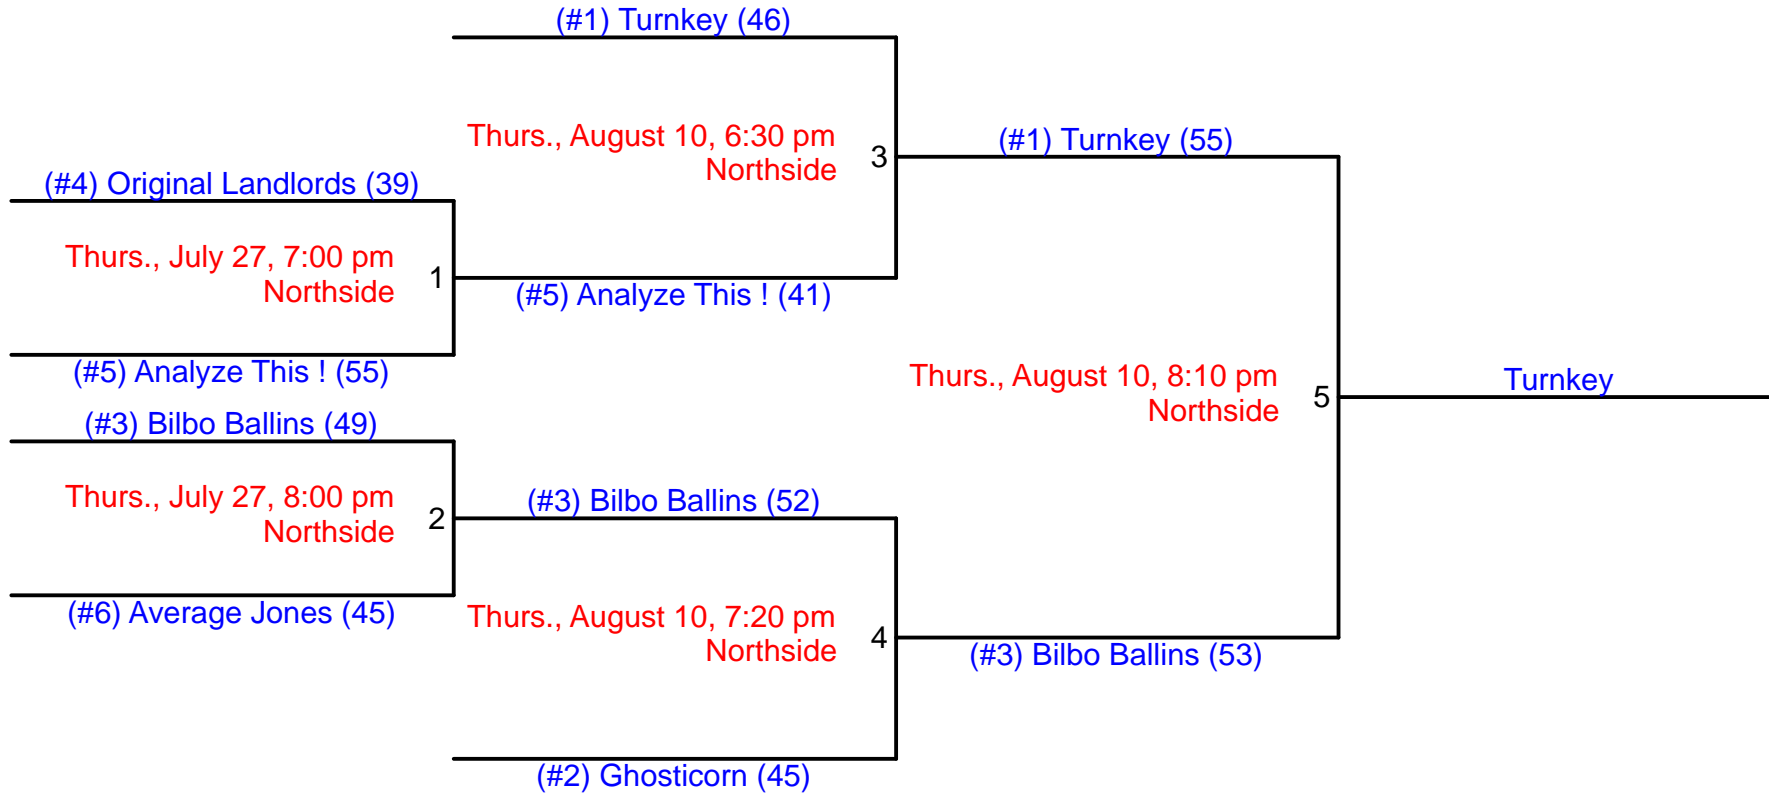 (#1) Turnkey (46)
Thurs., August 10, 6:30 pm
Northside
3
(#1) Turnkey (55)
(#4) Original Landlords (39)
Thurs., July 27, 7:00 pm
Northside
1
(#5) Analyze This ! (41)
(#5) Analyze This ! (55)
Thurs., August 10, 8:10 pm
Northside
5
Turnkey
(#3) Bilbo Ballins (49)
Thurs., July 27, 8:00 pm
Northside
2
(#3) Bilbo Ballins (52)
(#6) Average Jones (45)
Thurs., August 10, 7:20 pm
Northside
4
(#3) Bilbo Ballins (53)
(#2) Ghosticorn (45)